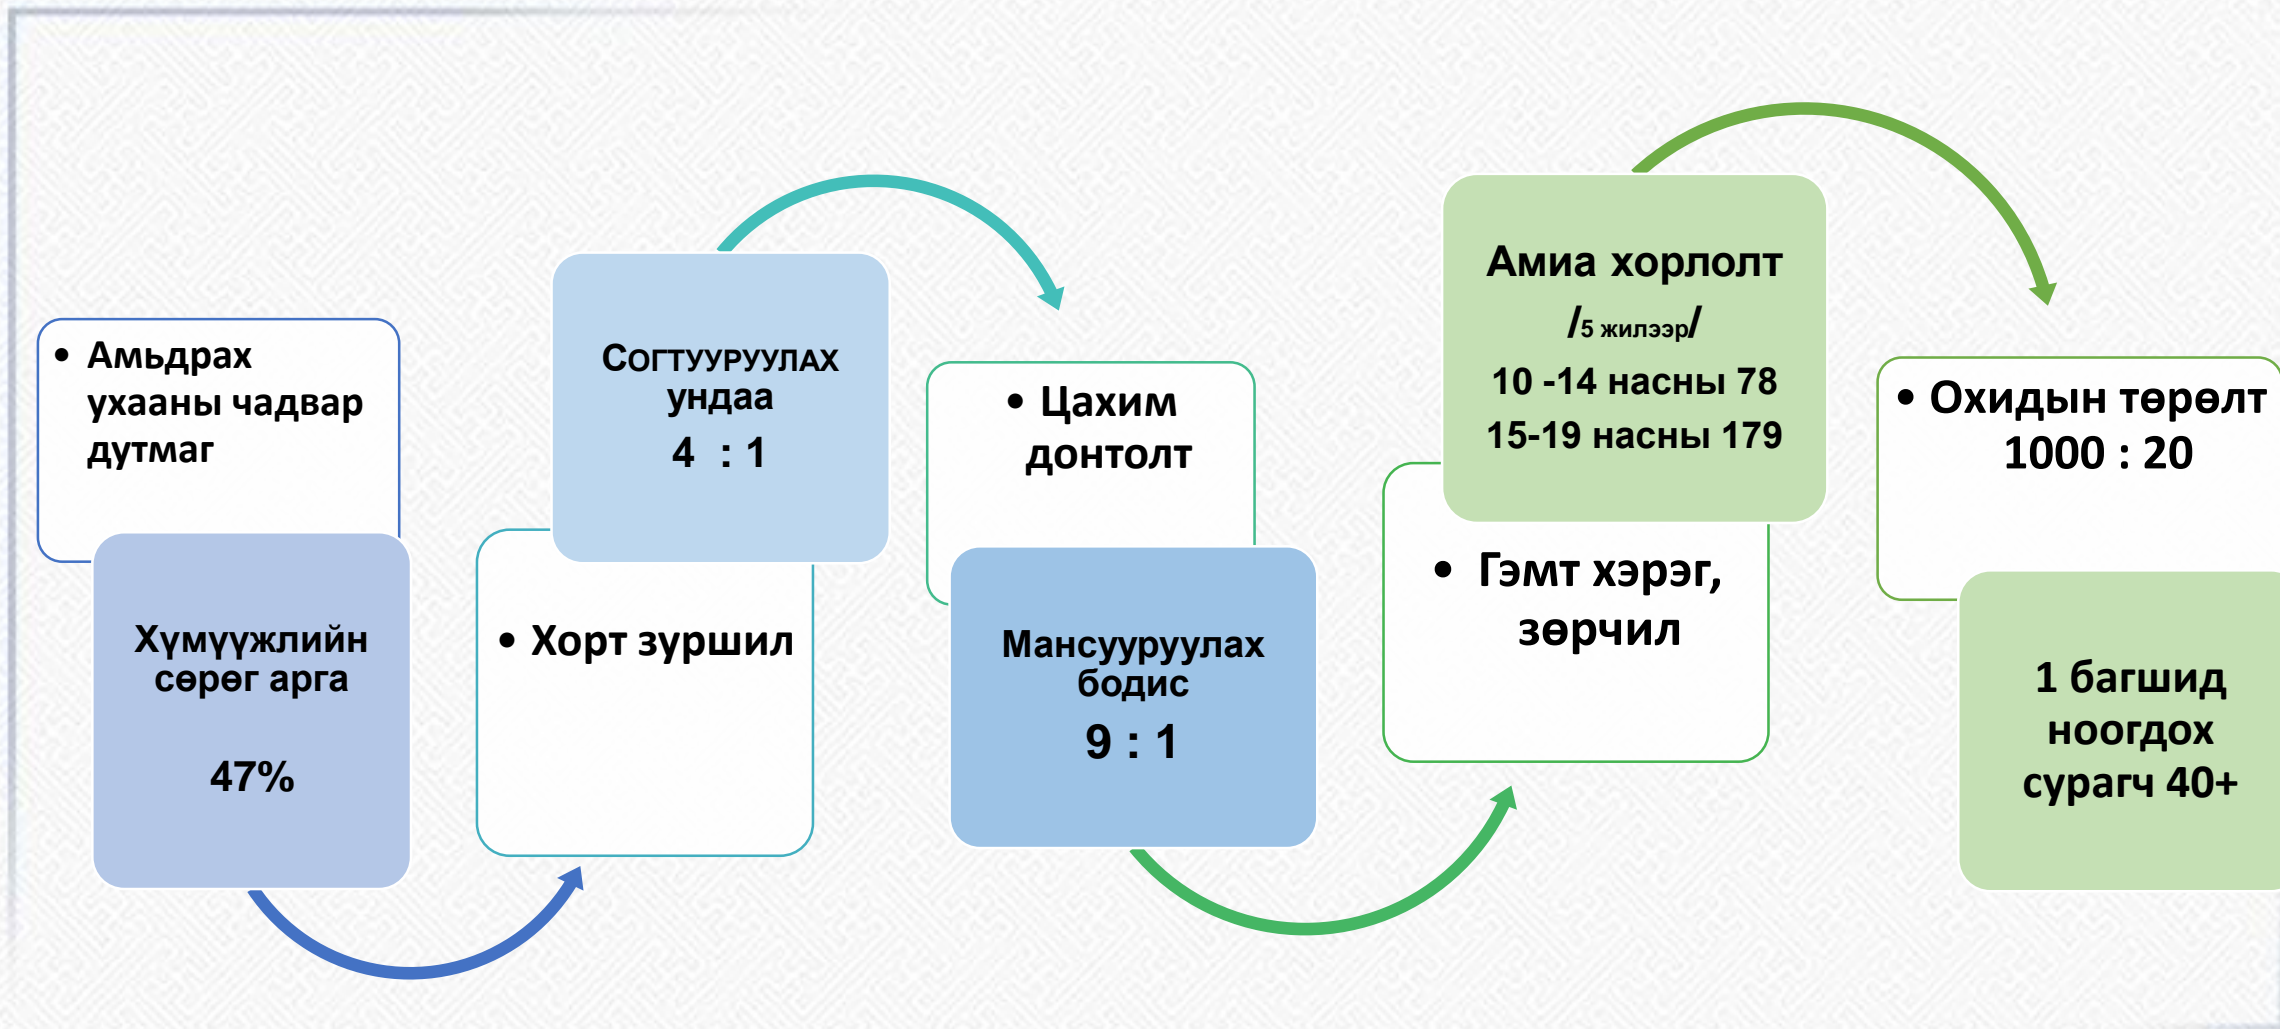 • Амьдрах
ухааны чадвар
дутмаг
Хүмүүжлийн
сөрөг арга
47%
• Хорт зуршил
СОГТУУРУУЛАХ
ундаа
4 : 1
• Цахим
донтолт
Мансууруулах
бодис
9 : 1
• Гэмт хэрэг,
зөрчил
Амиа хорлолт
/5 жилээр/
10 -14 насны 78
15-19 насны 179
• Охидын төрөлт
1000 : 20
1 багшид
ноогдох
сурагч 40+